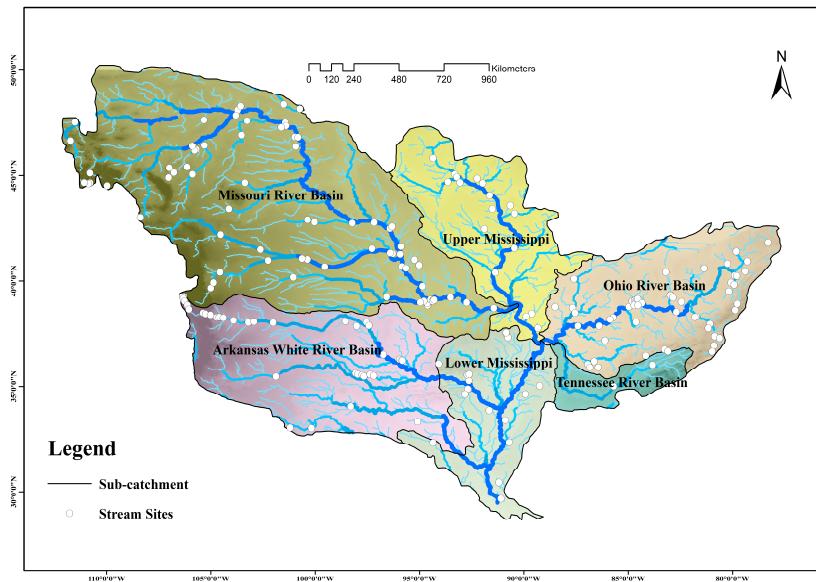 Kilometers
0 120 240 480 720 960
N
50°0'0"N
45°0'0"N
40°0'0"N
35°0'0"N
30°0'0"N
Missouri River Basin
Upper Mississippi
Ohio River Basin
Arkansas White River Basin
Lower Mississippi
Tennessee River Basin
Legend
Sub-catchment
Stream Sites
110°0'0"W 105°0'0"W 100°0'0"W 95°0'0"W 90°0'0"W 85°0'0"W 80°0'0"W